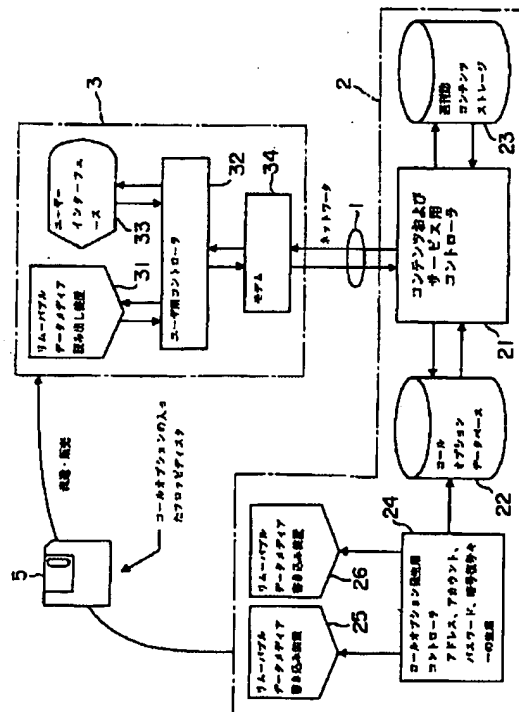 3
ユーザー
インターフェ
ース
33
リムーバブル
データメディア
読み出し装置
31
ユーザ用コントローラ
32
モデム
34
ネットワーク
1
2
コンテンツ
ストレージ
23
コンテンツおよび
サービス用
コントローラ
21
コール
オプション
データベース
22
5
コールオプションの入っ
たフロッピディスク
リムーバブル
データメディア
書き込み装置
26
リムーバブル
データメディア
書き込み装置
25
24
コールオプション発生用
コントローラ
アドレス、アカウント、
パスワード、暗号
の生成